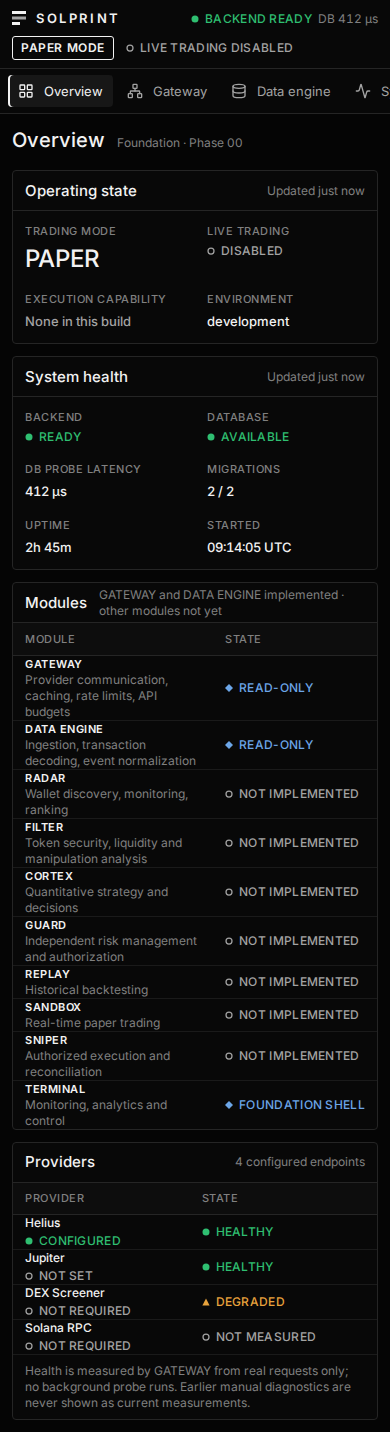 SOLPRINT
BACKEND READY DB 412 µs
PAPER MODE LIVE TRADING DISABLED
Overview Gateway Data engine S
Overview Foundation · Phase 00
Operating state Updated just now
TRADING MODE LIVE TRADING
PAPER DISABLED
EXECUTION CAPABILITY ENVIRONMENT
None in this build development
System health Updated just now
BACKEND DATABASE
READY AVAILABLE
DB PROBE LATENCY MIGRATIONS
412 µs 2 / 2
UPTIME STARTED
2h 45m 09:14:05 UTC
Modules GATEWAY and DATA ENGINE implemented ·
other modules not yet
MODULE STATE
GATEWAY
Provider communication,
caching, rate limits, API
budgets
READ-ONLY
DATA ENGINE
Ingestion, transaction
decoding, event normalization
READ-ONLY
RADAR
Wallet discovery, monitoring,
ranking
NOT IMPLEMENTED
FILTER
Token security, liquidity and
manipulation analysis
NOT IMPLEMENTED
CORTEX
Quantitative strategy and
decisions
NOT IMPLEMENTED
GUARD
Independent risk management
and authorization
NOT IMPLEMENTED
REPLAY
Historical backtesting
NOT IMPLEMENTED
SANDBOX
Real-time paper trading
NOT IMPLEMENTED
SNIPER
Authorized execution and
reconciliation
NOT IMPLEMENTED
TERMINAL
Monitoring, analytics and
control
FOUNDATION SHELL
Providers 4 configured endpoints
PROVIDER STATE
Helius
CONFIGURED
HEALTHY
Jupiter
NOT SET
HEALTHY
DEX Screener
NOT REQUIRED
DEGRADED
Solana RPC
NOT REQUIRED
NOT MEASURED
Health is measured by GATEWAY from real requests only;
no background probe runs. Earlier manual diagnostics are
never shown as current measurements.